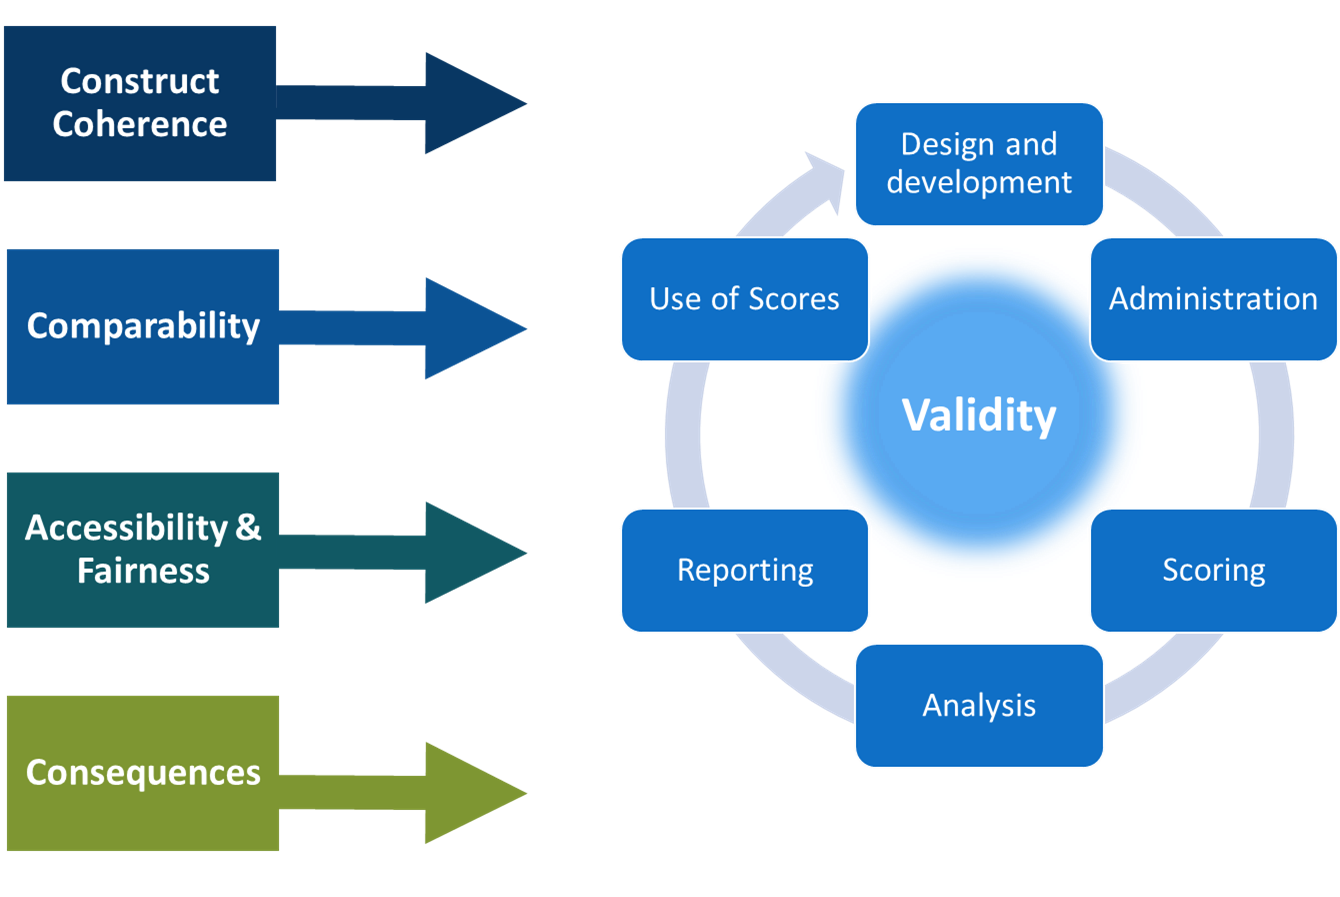 Construct
Coherence
Comparability
Accessibility &
Fairness
Consequences
Design and
development
Administration
Scoring
Analysis
Reporting
Use of Scores
Validity